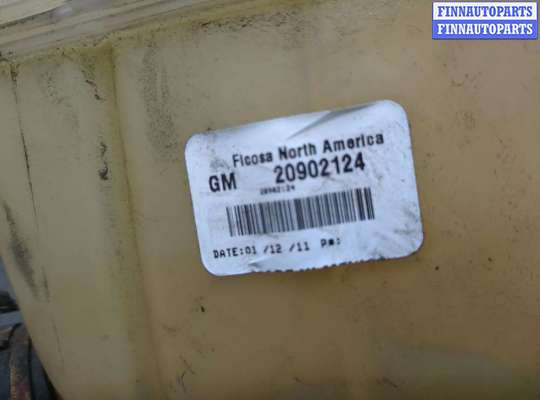 FINNAUTOPARTS
FINNAUTOPARTS
Ficosa North America
GM 20902124
20902124
DATE:01 /12 /11 Pm: